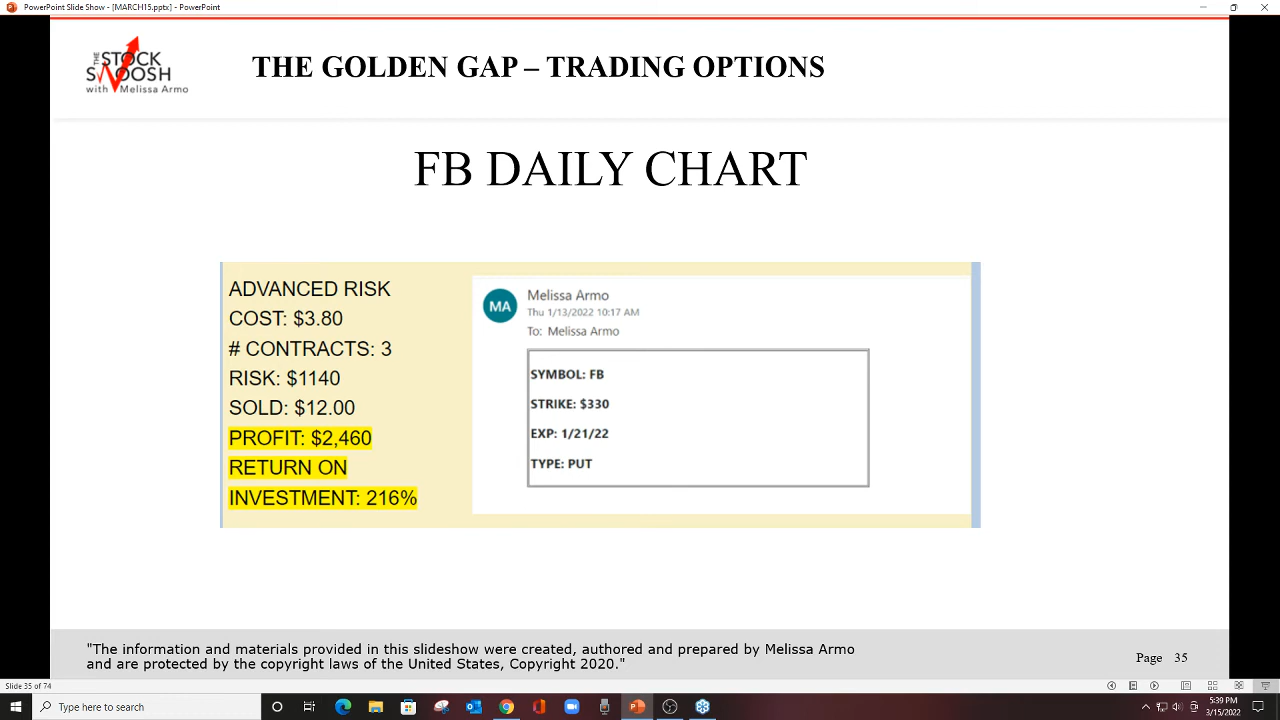 PowerPoint Slide Show - [MARCH15.pptx] - PowerPoint
THE STOCK
SWOOSH
with Melissa Armo
THE GOLDEN GAP – TRADING OPTIONS
FB DAILY CHART
ADVANCED RISK
COST: $3.80
# CONTRACTS: 3
RISK: $1140
SOLD: $12.00
PROFIT: $2,460
RETURN ON
INVESTMENT: 216%
MA
Melissa Armo
Thu 1/13/2022 10:17 AM
To: Melissa Armo
SYMBOL: FB
STRIKE: $330
EXP: 1/21/22
TYPE: PUT
"The information and materials provided in this slideshow were created, authored and prepared by Melissa Armo
and are protected by the copyright laws of the United States, Copyright 2020."
Page 35
Slide 35 of 74
Type here to search
5:39 PM
3/15/2022